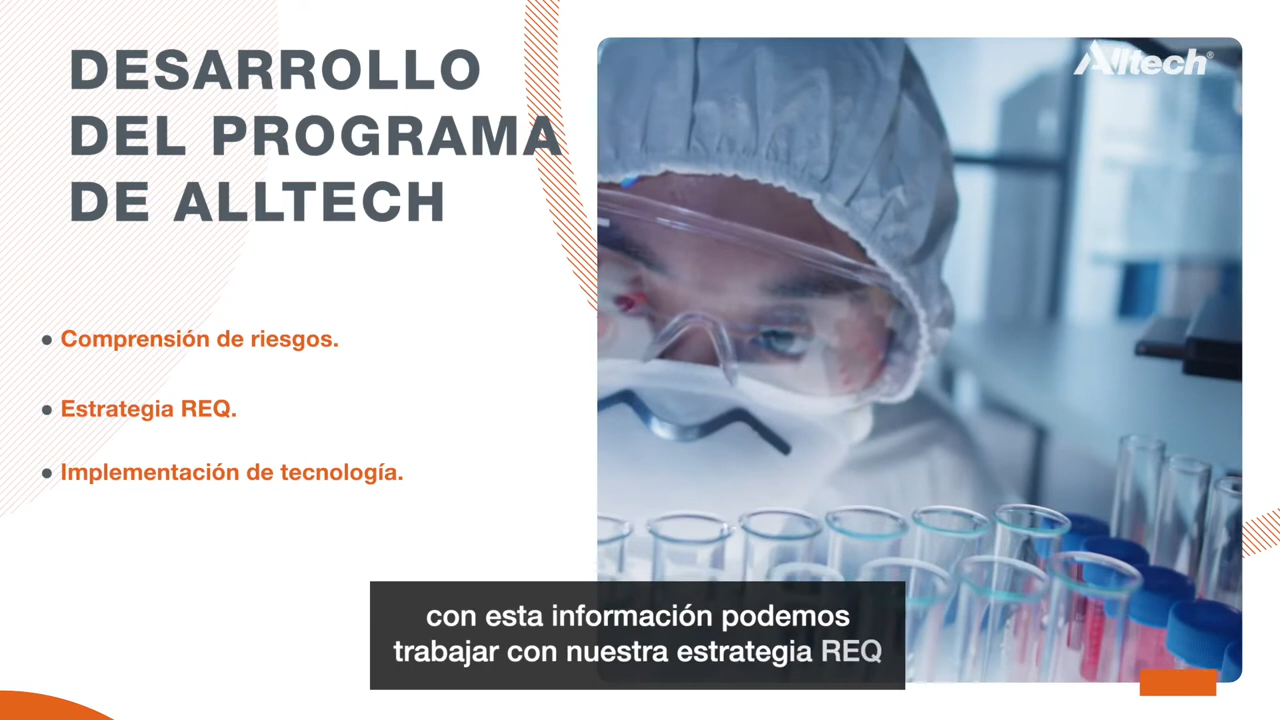 DESARROLLO
DEL PROGRAMA
DE ALLTECH
Alltech®
● Comprensión de riesgos.
● Estrategia REQ.
● Implementación de tecnología.
con esta información podemos
trabajar con nuestra estrategia REQ